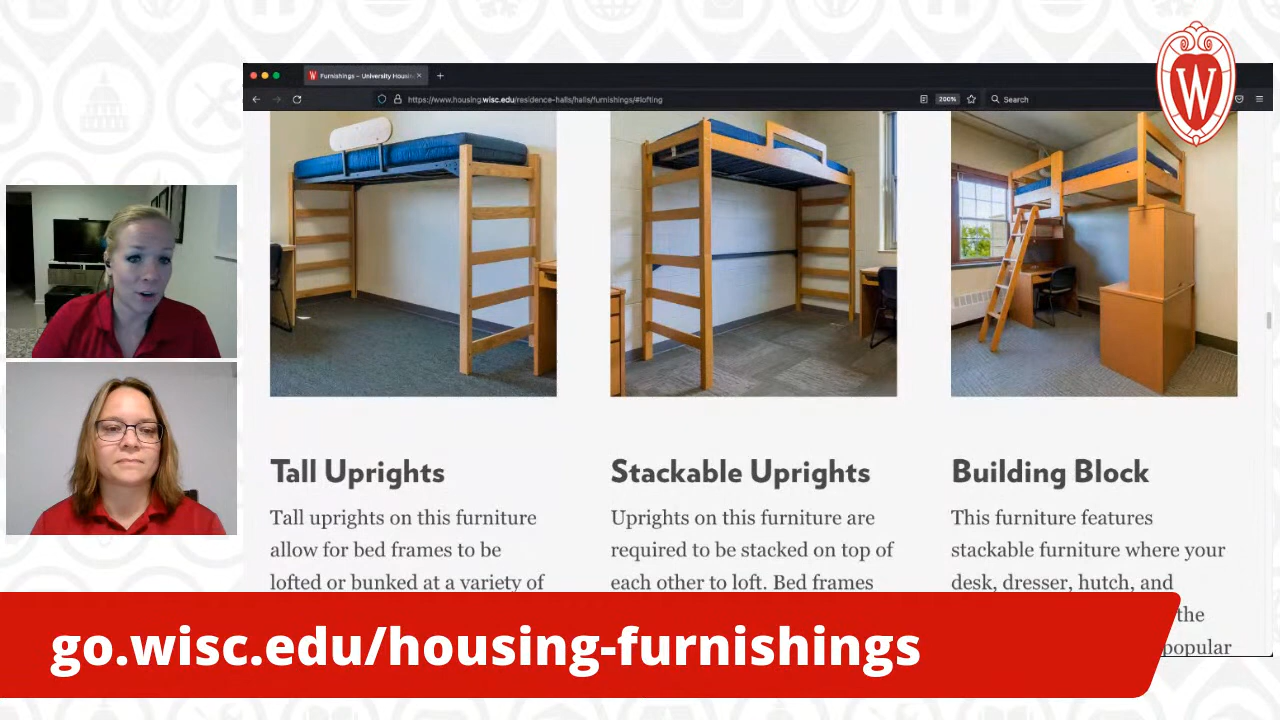 Furnishings – University Housin
https://www.housing.wisc.edu/residence-halls/halls/furnishings/#lofting
200%
Search
W
Tall Uprights
Tall uprights on this furniture
allow for bed frames to be
lofted or bunked at a variety of
Stackable Uprights
Uprights on this furniture are
required to be stacked on top of
each other to loft. Bed frames
Building Block
This furniture features
stackable furniture where your
desk, dresser, hutch, and
the
popular
go.wisc.edu/housing-furnishings